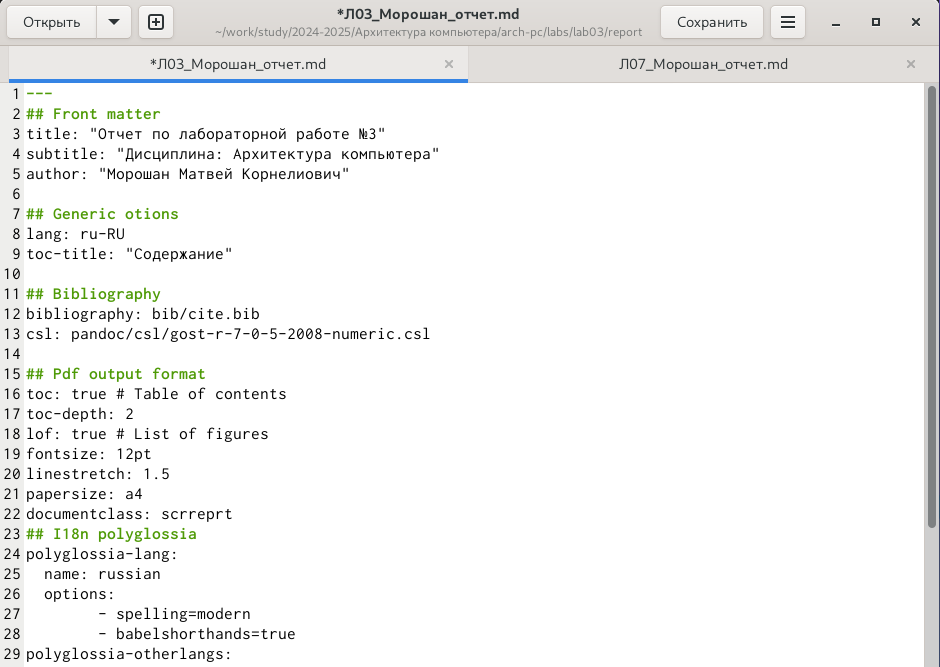 Открыть
*Л03_Морошан_отчет.md
~/work/study/2024-2025/Архитектура компьютера/arch-pc/labs/lab03/report
Сохранить
*Л03_Морошан_отчет.md
Л07_Морошан_отчет.md
1 ---
2 ## Front matter
3 title: "Отчет по лабораторной работе №3"
4 subtitle: "Дисциплина: Архитектура компьютера"
5 author: "Морошан Матвей Корнелиович"
6
7 ## Generic otions
8 lang: ru-RU
9 toc-title: "Содержание"
10
11 ## Bibliography
12 bibliography: bib/cite.bib
13 csl: pandoc/csl/gost-r-7-0-5-2008-numeric.csl
14
15 ## Pdf output format
16 toc: true # Table of contents
17 toc-depth: 2
18 lof: true # List of figures
19 fontsize: 12pt
20 linestretch: 1.5
21 papersize: a4
22 documentclass: scrreprt
23 ## I18n polyglossia
24 polyglossia-lang:
25   name: russian
26   options:
27         - spelling=modern
28         - babelshorthands=true
29 polyglossia-otherlangs: